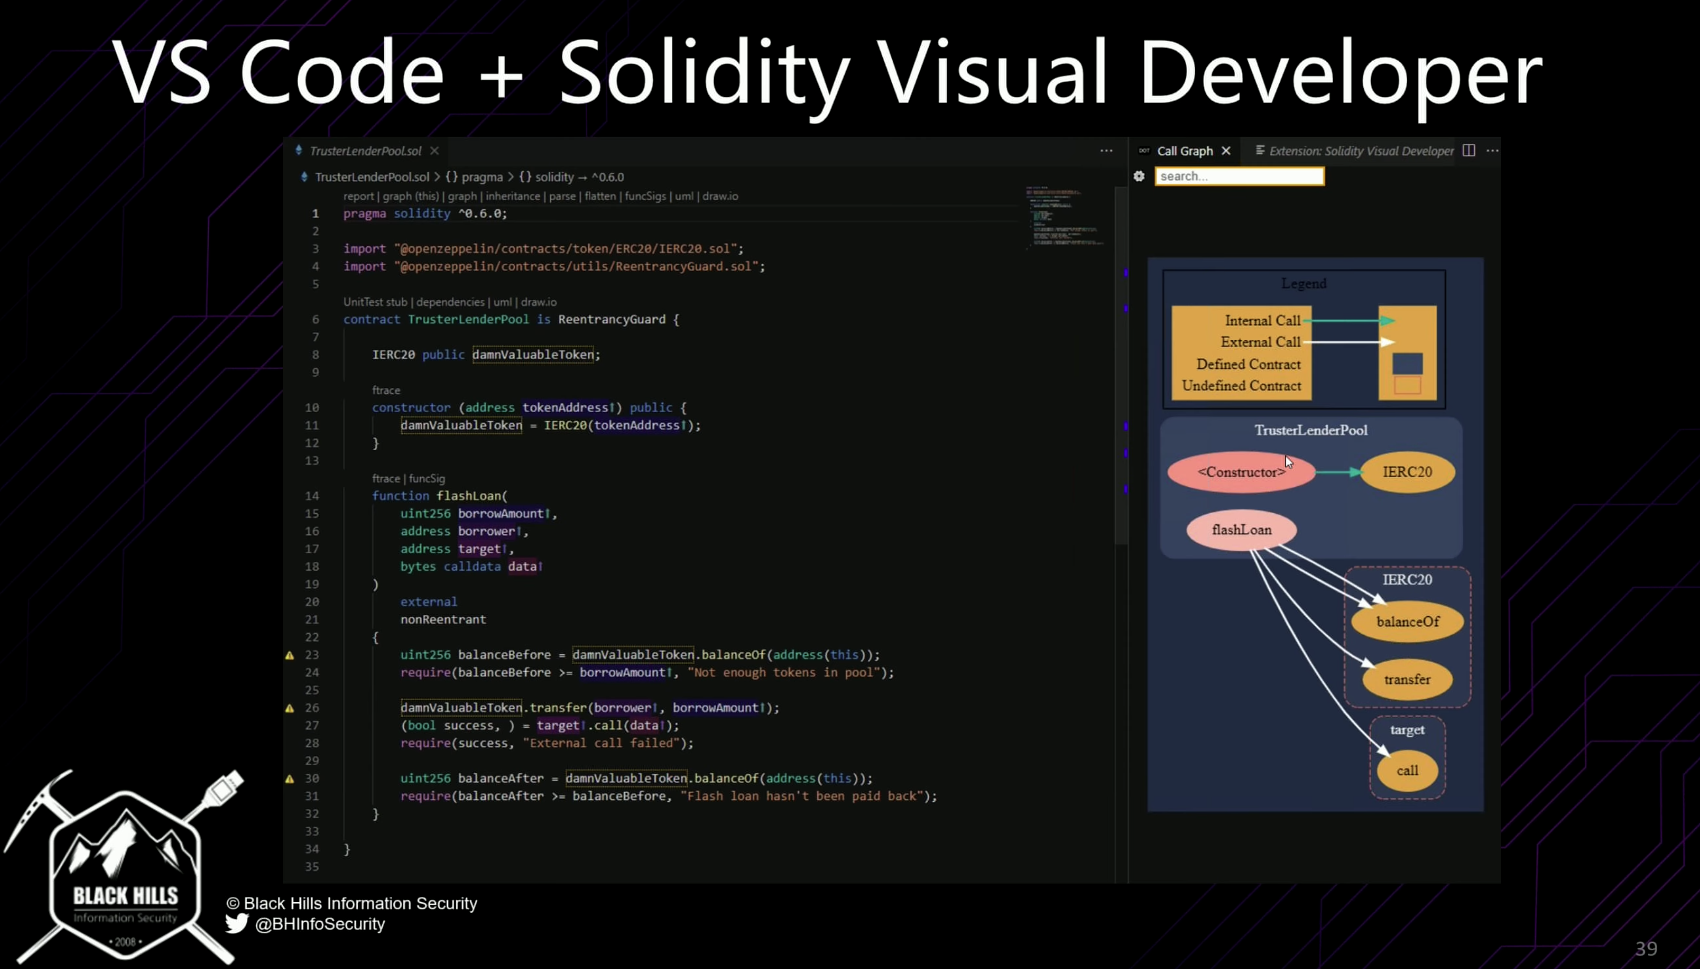 VS Code + Solidity Visual Developer
TrusterLenderPool.sol
TrusterLenderPool.sol > {} pragma > {} solidity → ^0.6.0
report | graph (this) | graph | inheritance | parse | flatten | funcSigs | uml | draw.io
1 pragma solidity ^0.6.0;
2
3 import "@openzeppelin/contracts/token/ERC20/IERC20.sol";
4 import "@openzeppelin/contracts/utils/ReentrancyGuard.sol";
5
UnitTest stub | dependencies | uml | draw.io
6 contract TrusterLenderPool is ReentrancyGuard {
7
8 IERC20 public damnValuableToken;
9
ftrace
10 constructor (address tokenAddress↑) public {
11 damnValuableToken = IERC20(tokenAddress↑);
12 }
13
ftrace | funcSig
14 function flashLoan(
15 uint256 borrowAmount↑,
16 address borrower↑,
17 address target↑,
18 bytes calldata data↑
19 )
20 external
21 nonReentrant
22 {
23 uint256 balanceBefore = damnValuableToken.balanceOf(address(this));
24 require(balanceBefore >= borrowAmount↑, "Not enough tokens in pool");
25
26 damnValuableToken.transfer(borrower↑, borrowAmount↑);
27 (bool success, ) = target↑.call(data↑);
28 require(success, "External call failed");
29
30 uint256 balanceAfter = damnValuableToken.balanceOf(address(this));
31 require(balanceAfter >= balanceBefore, "Flash loan hasn't been paid back");
32 }
33
34 }
35
DOT Call Graph
Extension: Solidity Visual Developer
search...
Legend
Internal Call
External Call
Defined Contract
Undefined Contract
TrusterLenderPool
<Constructor>
IERC20
flashLoan
IERC20
balanceOf
transfer
target
call
BLACK HILLS
Information Security
• 2008 •
© Black Hills Information Security
@BHInfoSecurity
39